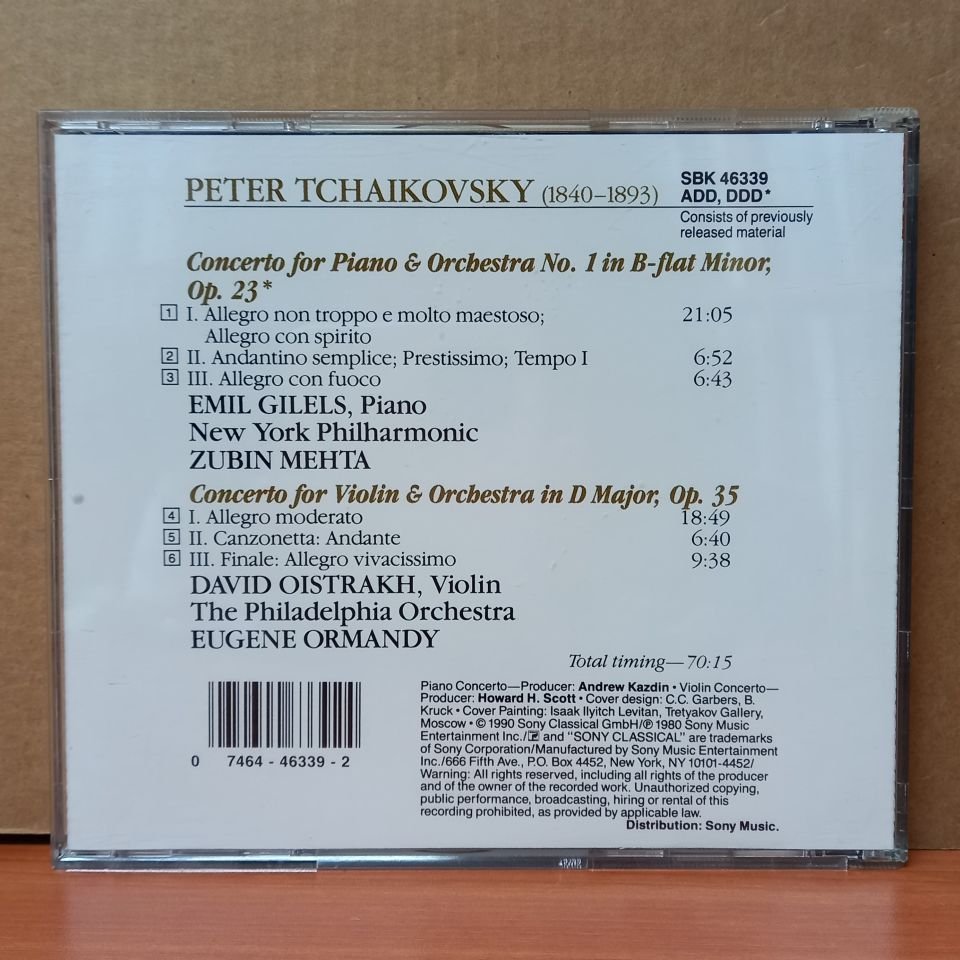 PETER TCHAIKOVSKY (1840–1893)
SBK 46339
ADD, DDD*
Consists of previously
released material
Concerto for Piano & Orchestra No. 1 in B-flat Minor,
Op. 23*
1 I. Allegro non troppo e molto maestoso; 21:05
Allegro con spirito
2 II. Andantino semplice; Prestissimo; Tempo I 6:52
3 III. Allegro con fuoco 6:43
EMIL GILELS, Piano
New York Philharmonic
ZUBIN MEHTA
Concerto for Violin & Orchestra in D Major, Op. 35
4 I. Allegro moderato 18:49
5 II. Canzonetta: Andante 6:40
6 III. Finale: Allegro vivacissimo 9:38
DAVID OISTRAKH, Violin
The Philadelphia Orchestra
EUGENE ORMANDY
Total timing—70:15
0 7464-46339-2
Piano Concerto—Producer: Andrew Kazdin • Violin Concerto—
Producer: Howard H. Scott • Cover design: C.C. Garbers, B.
Kruck • Cover Painting: Isaak Ilyitch Levitan, Tretyakov Gallery,
Moscow • © 1990 Sony Classical GmbH/℗ 1980 Sony Music
Entertainment Inc./ and "SONY CLASSICAL" are trademarks
of Sony Corporation/Manufactured by Sony Music Entertainment
Inc./666 Fifth Ave., P.O. Box 4452, New York, NY 10101-4452/
Warning: All rights reserved, including all rights of the producer
and of the owner of the recorded work. Unauthorized copying,
public performance, broadcasting, hiring or rental of this
recording prohibited, as provided by applicable law.
Distribution: Sony Music.